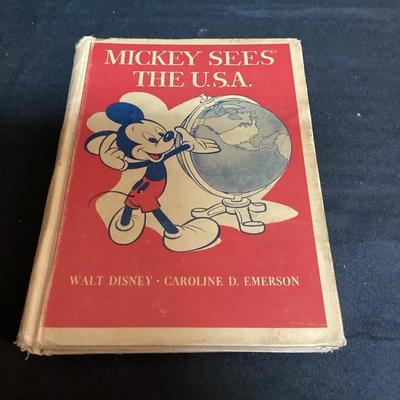 MICKEY SEES
THE U.S.A.
WALT DISNEY · CAROLINE D. EMERSON